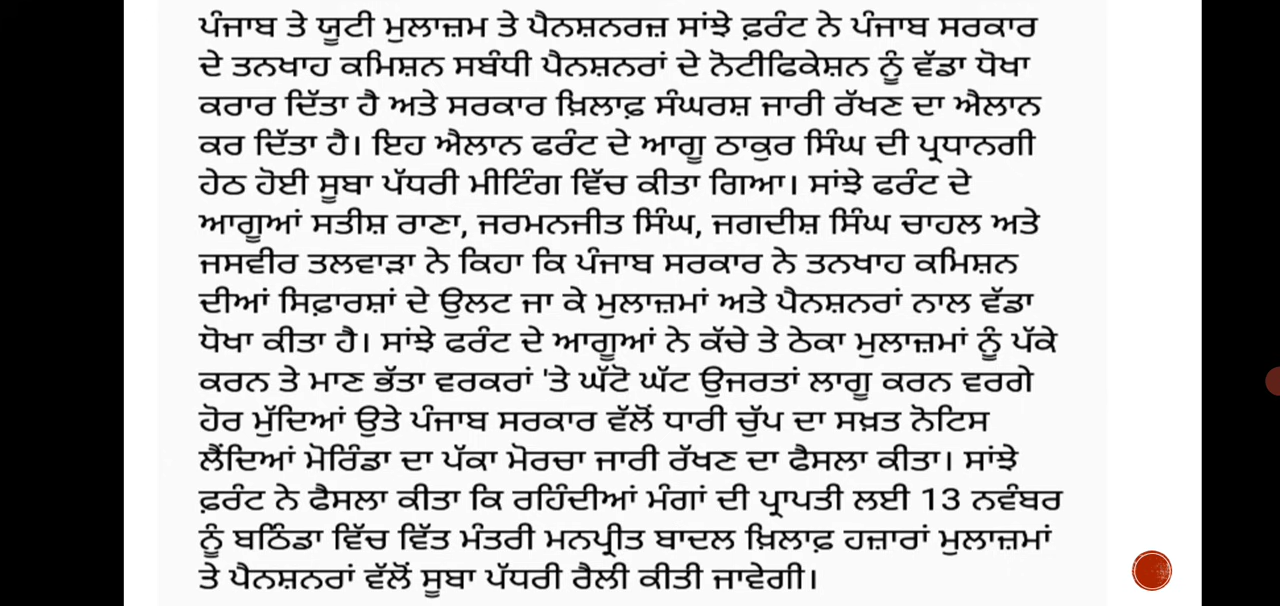 ਪੰਜਾਬ ਤੇ ਯੂਟੀ ਮੁਲਾਜ਼ਮ ਤੇ ਪੈਨਸ਼ਨਰਜ਼ ਸਾਂਝੇ ਫ਼ਰੰਟ ਨੇ ਪੰਜਾਬ ਸਰਕਾਰ
ਦੇ ਤਨਖਾਹ ਕਮਿਸ਼ਨ ਸਬੰਧੀ ਪੈਨਸ਼ਨਰਾਂ ਦੇ ਨੋਟੀਫਿਕੇਸ਼ਨ ਨੂੰ ਵੱਡਾ ਧੋਖਾ
ਕਰਾਰ ਦਿੱਤਾ ਹੈ ਅਤੇ ਸਰਕਾਰ ਖ਼ਿਲਾਫ਼ ਸੰਘਰਸ਼ ਜਾਰੀ ਰੱਖਣ ਦਾ ਐਲਾਨ
ਕਰ ਦਿੱਤਾ ਹੈ। ਇਹ ਐਲਾਨ ਫਰੰਟ ਦੇ ਆਗੂ ਠਾਕੁਰ ਸਿੰਘ ਦੀ ਪ੍ਰਧਾਨਗੀ
ਹੇਠ ਹੋਈ ਸੂਬਾ ਪੱਧਰੀ ਮੀਟਿੰਗ ਵਿੱਚ ਕੀਤਾ ਗਿਆ। ਸਾਂਝੇ ਫਰੰਟ ਦੇ
ਆਗੂਆਂ ਸਤੀਸ਼ ਰਾਣਾ, ਜਰਮਨਜੀਤ ਸਿੰਘ, ਜਗਦੀਸ਼ ਸਿੰਘ ਚਾਹਲ ਅਤੇ
ਜਸਵੀਰ ਤਲਵਾੜਾ ਨੇ ਕਿਹਾ ਕਿ ਪੰਜਾਬ ਸਰਕਾਰ ਨੇ ਤਨਖਾਹ ਕਮਿਸ਼ਨ
ਦੀਆਂ ਸਿਫ਼ਾਰਸ਼ਾਂ ਦੇ ਉਲਟ ਜਾ ਕੇ ਮੁਲਾਜ਼ਮਾਂ ਅਤੇ ਪੈਨਸ਼ਨਰਾਂ ਨਾਲ ਵੱਡਾ
ਧੋਖਾ ਕੀਤਾ ਹੈ। ਸਾਂਝੇ ਫਰੰਟ ਦੇ ਆਗੂਆਂ ਨੇ ਕੱਚੇ ਤੇ ਠੇਕਾ ਮੁਲਾਜ਼ਮਾਂ ਨੂੰ ਪੱਕੇ
ਕਰਨ ਤੇ ਮਾਣ ਭੱਤਾ ਵਰਕਰਾਂ 'ਤੇ ਘੱਟੋ ਘੱਟ ਉਜਰਤਾਂ ਲਾਗੂ ਕਰਨ ਵਰਗੇ
ਹੋਰ ਮੁੱਦਿਆਂ ਉਤੇ ਪੰਜਾਬ ਸਰਕਾਰ ਵੱਲੋਂ ਧਾਰੀ ਚੁੱਪ ਦਾ ਸਖ਼ਤ ਨੋਟਿਸ
ਲੈਂਦਿਆਂ ਮੋਰਿੰਡਾ ਦਾ ਪੱਕਾ ਮੋਰਚਾ ਜਾਰੀ ਰੱਖਣ ਦਾ ਫੈਸਲਾ ਕੀਤਾ। ਸਾਂਝੇ
ਫ਼ਰੰਟ ਨੇ ਫੈਸਲਾ ਕੀਤਾ ਕਿ ਰਹਿੰਦੀਆਂ ਮੰਗਾਂ ਦੀ ਪ੍ਰਾਪਤੀ ਲਈ 13 ਨਵੰਬਰ
ਨੂੰ ਬਠਿੰਡਾ ਵਿੱਚ ਵਿੱਤ ਮੰਤਰੀ ਮਨਪ੍ਰੀਤ ਬਾਦਲ ਖ਼ਿਲਾਫ਼ ਹਜ਼ਾਰਾਂ ਮੁਲਾਜ਼ਮਾਂ
ਤੇ ਪੈਨਸ਼ਨਰਾਂ ਵੱਲੋਂ ਸੂਬਾ ਪੱਧਰੀ ਰੈਲੀ ਕੀਤੀ ਜਾਵੇਗੀ।